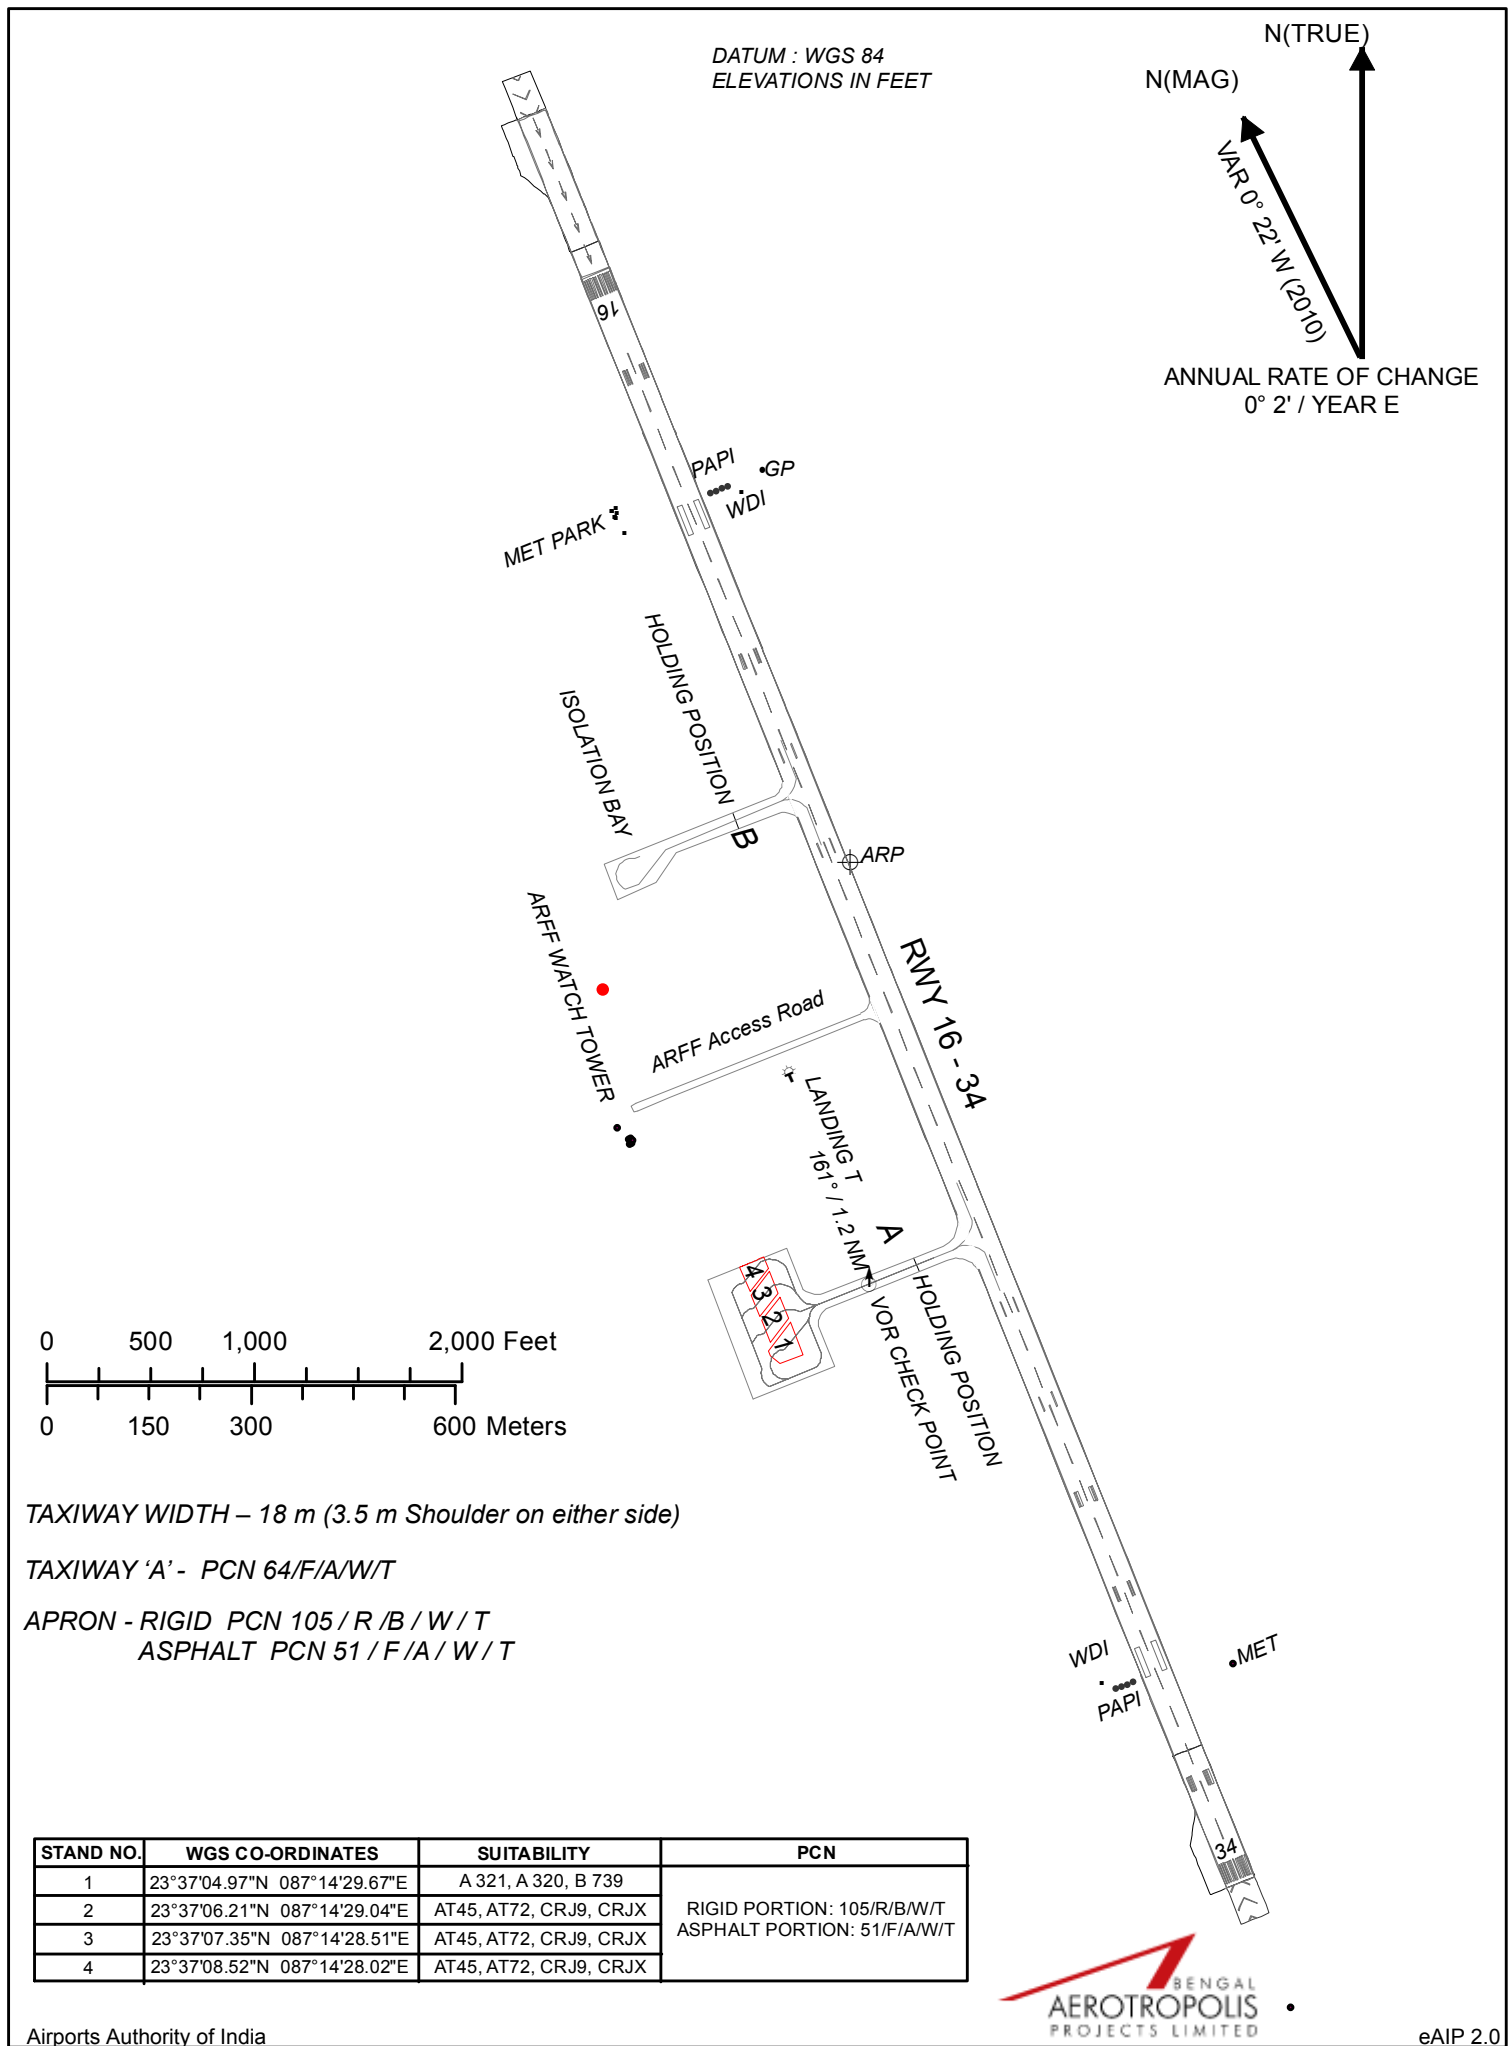 DATUM : WGS 84
ELEVATIONS IN FEET
N(TRUE)
N(MAG)
VAR 0° 22' W (2010)
ANNUAL RATE OF CHANGE
0° 2' / YEAR E
16
PAPI
GP
WDI
MET PARK
HOLDING POSITION
ISOLATION BAY
B
ARP
ARFF WATCH TOWER
RWY 16 - 34
ARFF Access Road
LANDING T
161° / 1.2 NM
A
4
3
2
1
VOR CHECK POINT
HOLDING POSITION
0 500 1,000 2,000 Feet
0 150 300 600 Meters
TAXIWAY WIDTH – 18 m (3.5 m Shoulder on either side)
TAXIWAY ‘A’ - PCN 64/F/A/W/T
APRON - RIGID PCN 105 / R /B / W / T
ASPHALT PCN 51 / F /A / W / T
WDI
PAPI
MET
34
STAND NO. WGS CO-ORDINATES SUITABILITY PCN
1 23°37'04.97"N 087°14'29.67"E A 321, A 320, B 739
2 23°37'06.21"N 087°14'29.04"E AT45, AT72, CRJ9, CRJX
3 23°37'07.35"N 087°14'28.51"E AT45, AT72, CRJ9, CRJX
4 23°37'08.52"N 087°14'28.02"E AT45, AT72, CRJ9, CRJX
RIGID PORTION: 105/R/B/W/T
ASPHALT PORTION: 51/F/A/W/T
BENGAL
AEROTROPOLIS
PROJECTS LIMITED
Airports Authority of India
eAIP 2.0